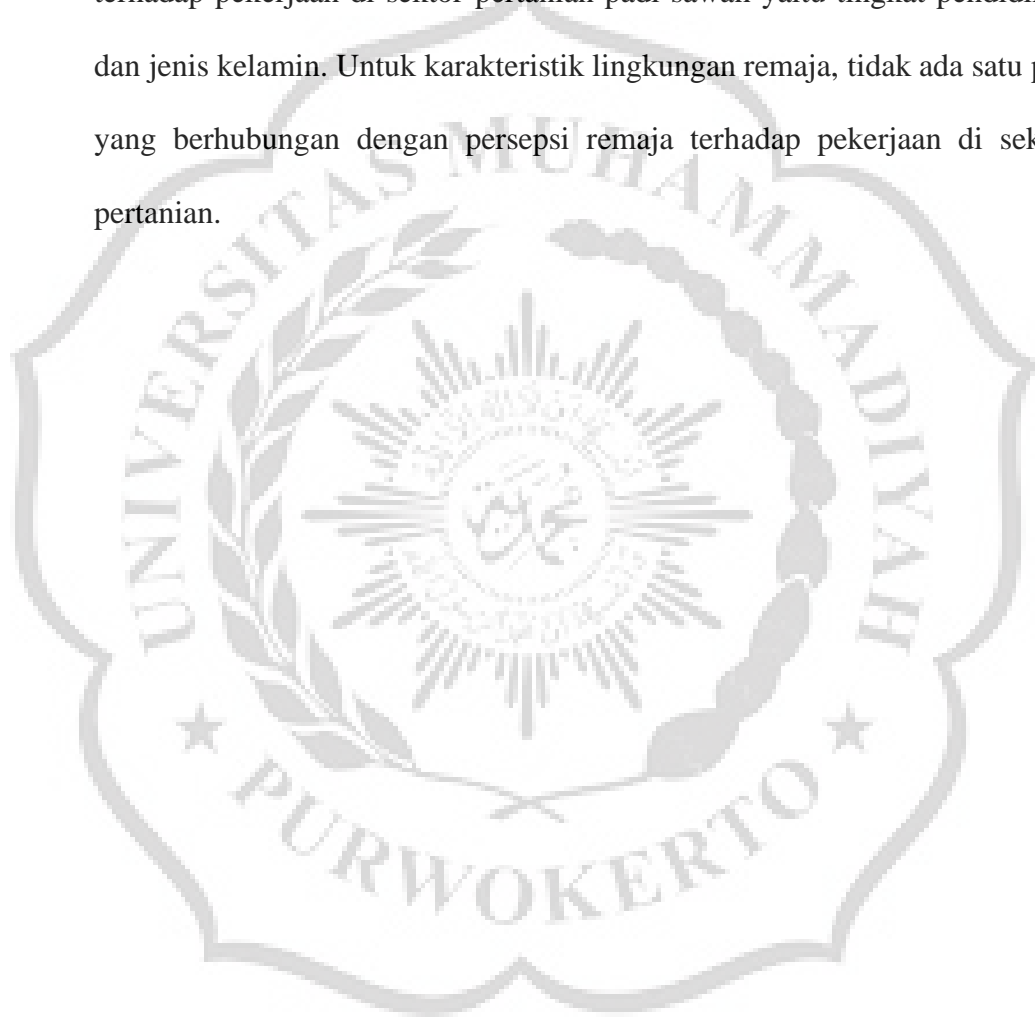 terhadap pekerjaan di sektor pertanian padi sawah yaitu tingkat
dan jenis kelamin. Untuk karakteristik lingkungan remaja, tidak ada satu
yang berhubungan dengan persepsi remaja terhadap pekerjaan di
pertanian.
UNIVERSITAS MUHAMMADIYAH
PURWOKERTO